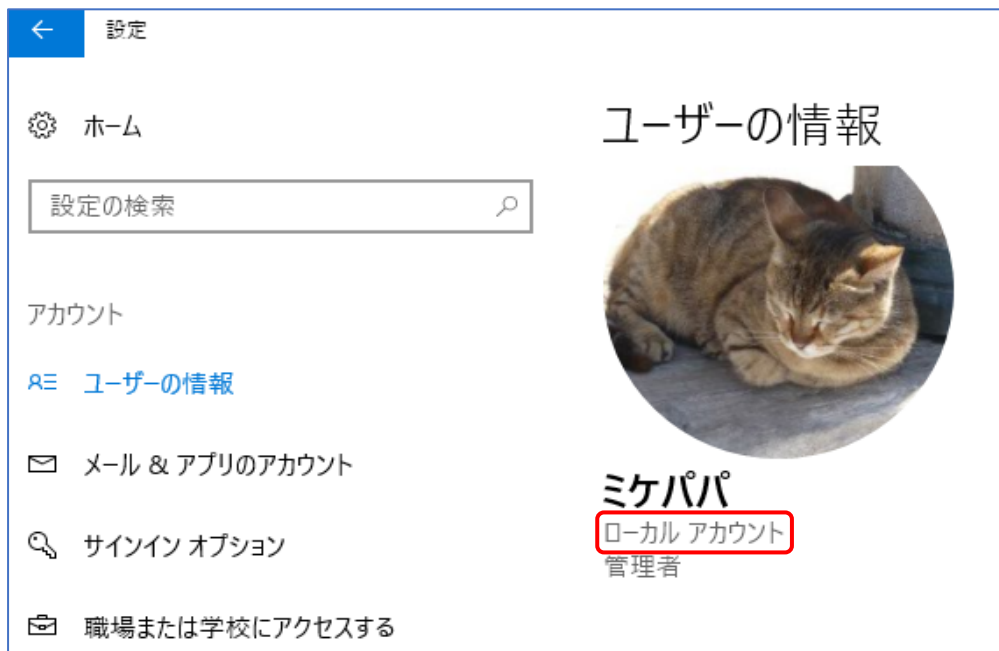 設定
ホーム
設定の検索
アカウント
ユーザーの情報
メール & アプリのアカウント
サインイン オプション
職場または学校にアクセスする
ユーザーの情報
ミケパパ
ローカル アカウント
管理者